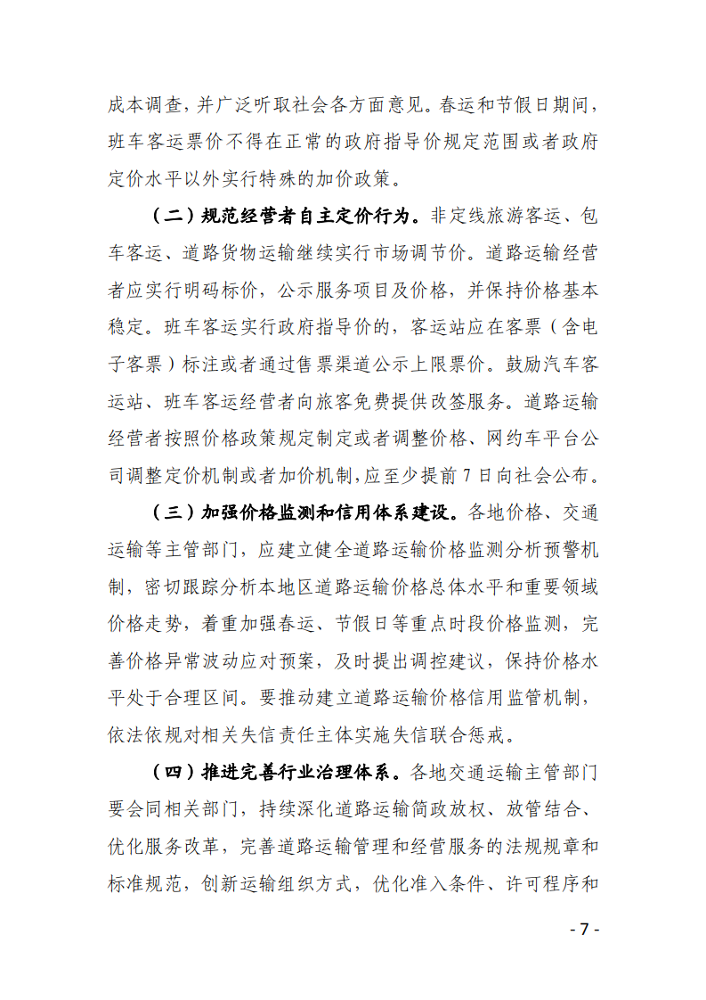 成本调查，并广泛听取社会各方面意见。春运和节假日期间，
班车客运票价不得在正常的政府指导价规定范围或者政府
定价水平以外实行特殊的加价政策。
（二）规范经营者自主定价行为。非定线旅游客运、包
车客运、道路货物运输继续实行市场调节价。道路运输经营
者应实行明码标价，公示服务项目及价格，并保持价格基本
稳定。班车客运实行政府指导价的，客运站应在客票（含电
子客票）标注或者通过售票渠道公示上限票价。鼓励汽车客
运站、班车客运经营者向旅客免费提供改签服务。道路运输
经营者按照价格政策规定制定或者调整价格、网约车平台公
司调整定价机制或者加价机制，应至少提前 7 日向社会公布。
（三）加强价格监测和信用体系建设。各地价格、交通
运输等主管部门，应建立健全道路运输价格监测分析预警机
制，密切跟踪分析本地区道路运输价格总体水平和重要领域
价格走势，着重加强春运、节假日等重点时段价格监测，完
善价格异常波动应对预案，及时提出调控建议，保持价格水
平处于合理区间。要推动建立道路运输价格信用监管机制，
依法依规对相关失信责任主体实施失信联合惩戒。
（四）推进完善行业治理体系。各地交通运输主管部门
要会同相关部门，持续深化道路运输简政放权、放管结合、
优化服务改革，完善道路运输管理和经营服务的法规规章和
标准规范，创新运输组织方式，优化准入条件、许可程序和
- 7 -